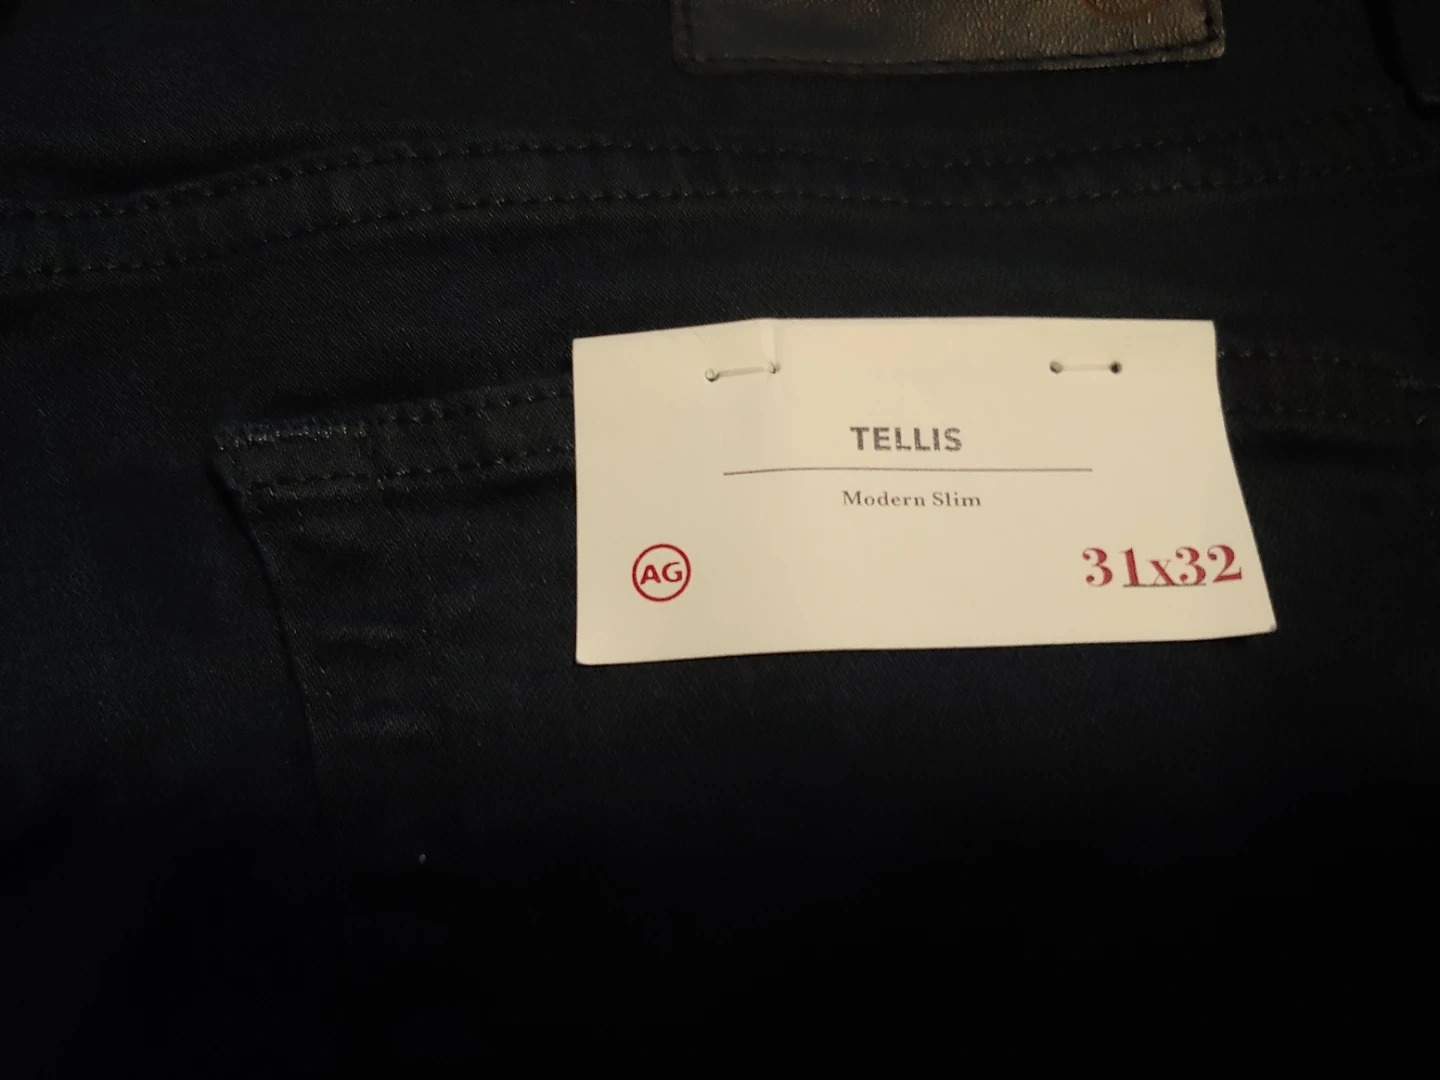 TELLIS
Modern Slim
AG
31x32